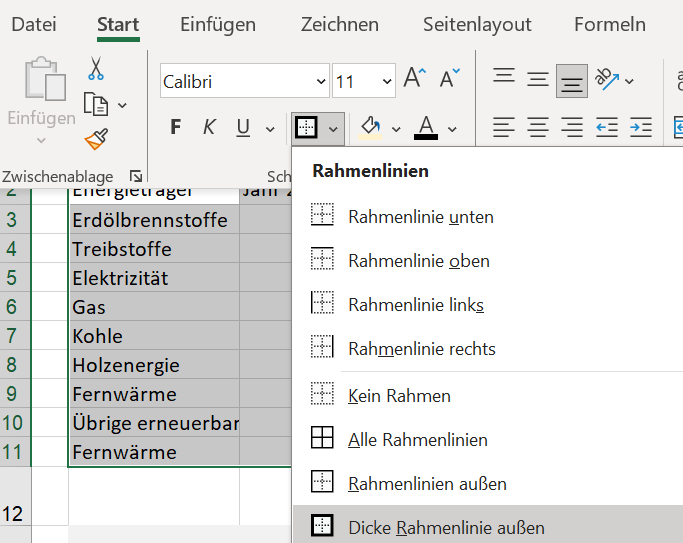 Datei Start Einfügen Zeichnen Seitenlayout Formeln
Einfügen
Calibri 11
F K U A
Zwischenablage
Rahmenlinien
2 Energieträger Jahr
3 Erdölbrennstoffe
4 Treibstoffe
5 Elektrizität
6 Gas
7 Kohle
8 Holzenergie
9 Fernwärme
10 Übrige erneuerbar
11 Fernwärme
12
Rahmenlinie unten
Rahmenlinie oben
Rahmenlinie links
Rahmenlinie rechts
Kein Rahmen
Alle Rahmenlinien
Rahmenlinien außen
Dicke Rahmenlinie außen